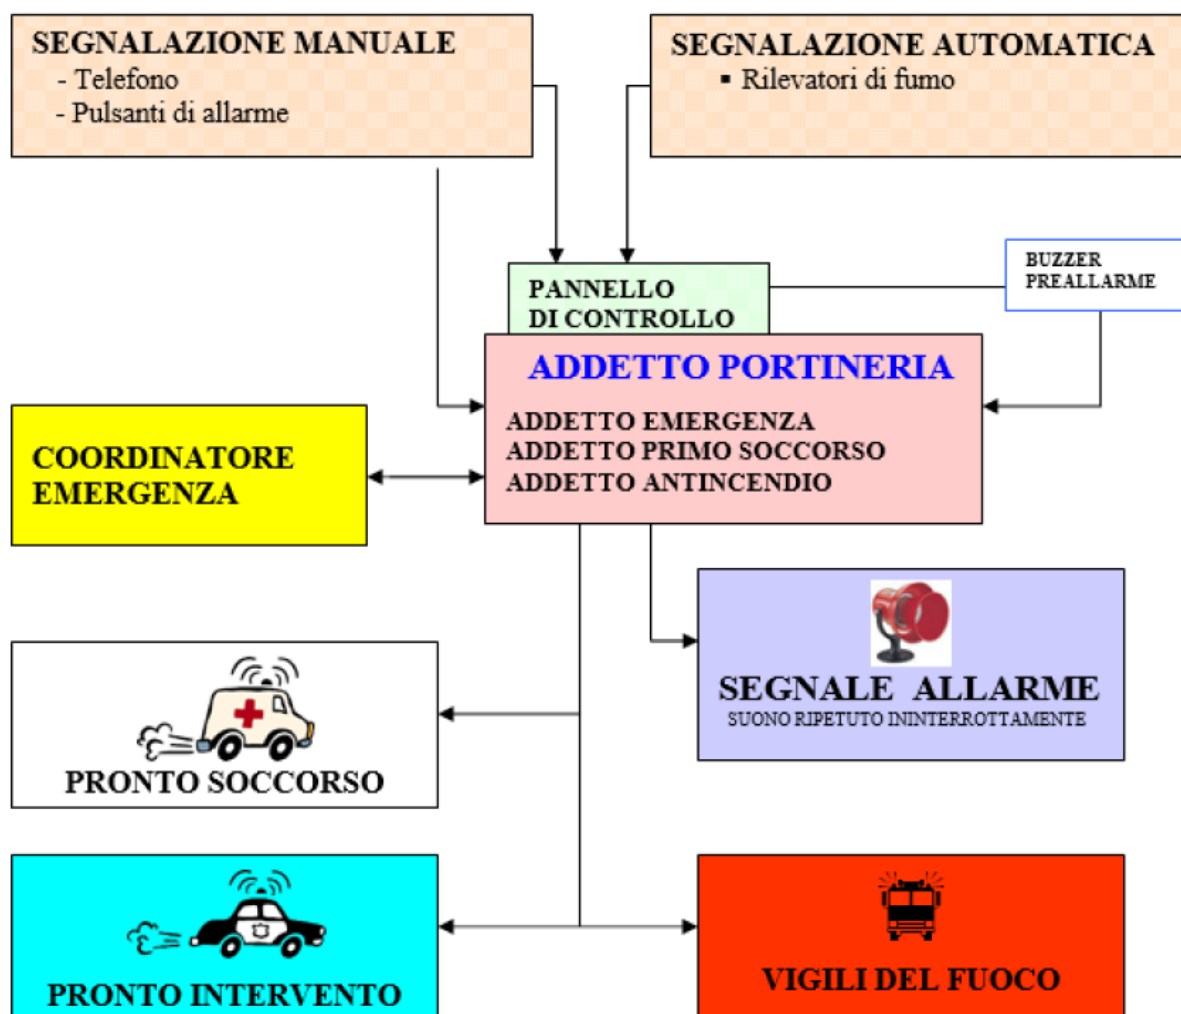 SEGNALAZIONE MANUALE
- Telefono
- Pulsanti di allarme
SEGNALAZIONE AUTOMATICA
▪ Rilevatori di fumo
BUZZER
PREALLARME
PANNELLO
DI CONTROLLO
ADDETTO PORTINERIA
ADDETTO EMERGENZA
ADDETTO PRIMO SOCCORSO
ADDETTO ANTINCENDIO
COORDINATORE
EMERGENZA
SEGNALE ALLARME
SUONO RIPETUTO ININTERROTTAMENTE
PRONTO SOCCORSO
PRONTO INTERVENTO
VIGILI DEL FUOCO